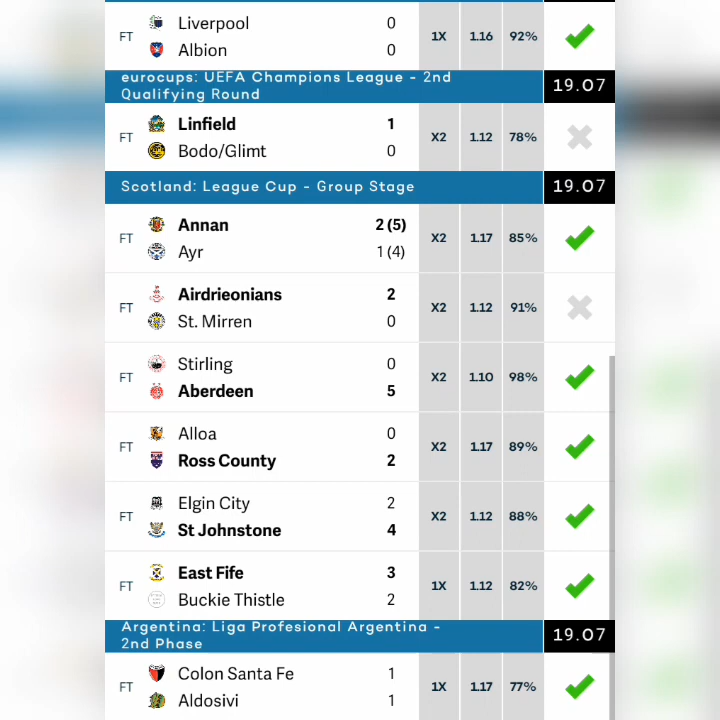 Liverpool 0
FT 1X 1.16 92%
Albion 0
eurocups: UEFA Champions League - 2nd
Qualifying Round
19.07
Linfield 1
FT X2 1.12 78%
Bodo/Glimt 0
Scotland: League Cup - Group Stage 19.07
Annan 2 (5)
FT X2 1.17 85%
Ayr 1 (4)
Airdrieonians 2
FT X2 1.12 91%
St. Mirren 0
Stirling 0
FT X2 1.10 98%
Aberdeen 5
Alloa 0
FT X2 1.17 89%
Ross County 2
Elgin City 2
FT X2 1.12 88%
St Johnstone 4
East Fife 3
FT 1X 1.12 82%
Buckie Thistle 2
Argentina: Liga Profesional Argentina -
2nd Phase
19.07
Colon Santa Fe 1
FT 1X 1.17 77%
Aldosivi 1